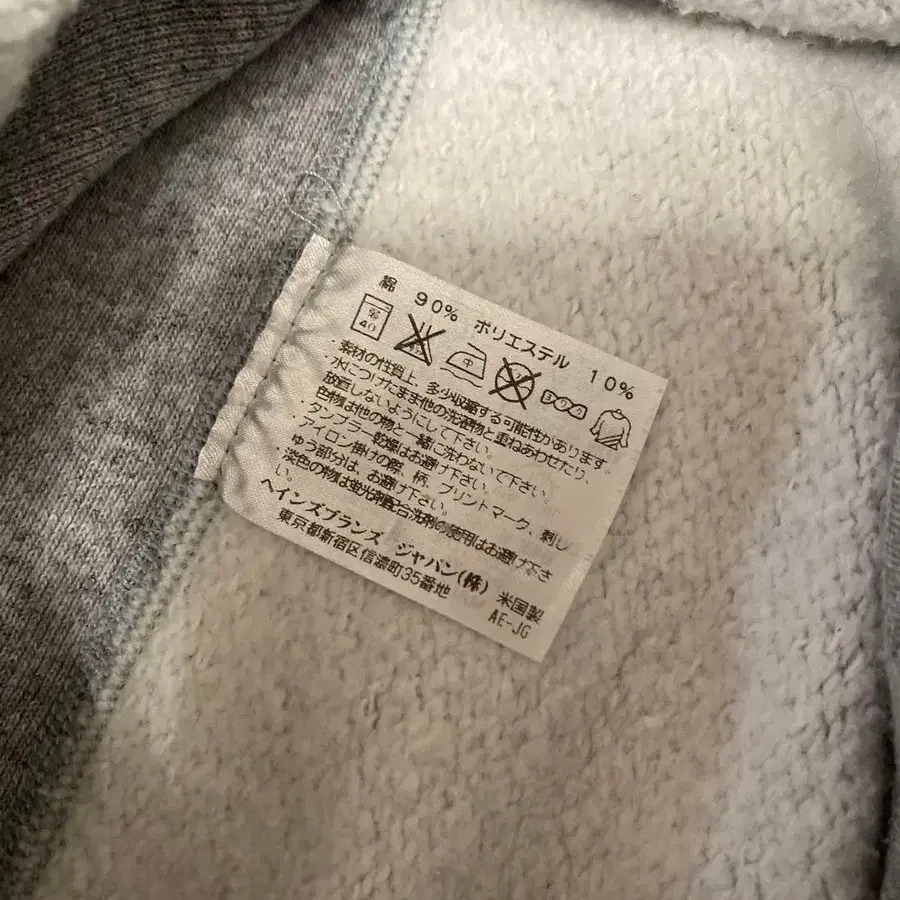 綿 90% ポリエステル 10%
弱 40 中
・素材の性質上、多少収縮する可能性があります。
・水につけたまま他の洗濯物と重ねあわせたり、
放置しないようにして下さい。
色物は他の物と一緒に洗わないで下さい。
・タンブラー乾燥はお避け下さい。
アイロン掛けの際、柄、プリントマーク、刺し
ゅう部分は、お避け下さい。
淡色の物は蛍光剤配合洗剤の使用はお避け下さ
い。
ヘインズブランズ ジャパン(株) 米国製
東京都新宿区信濃町35番地 AE-JG